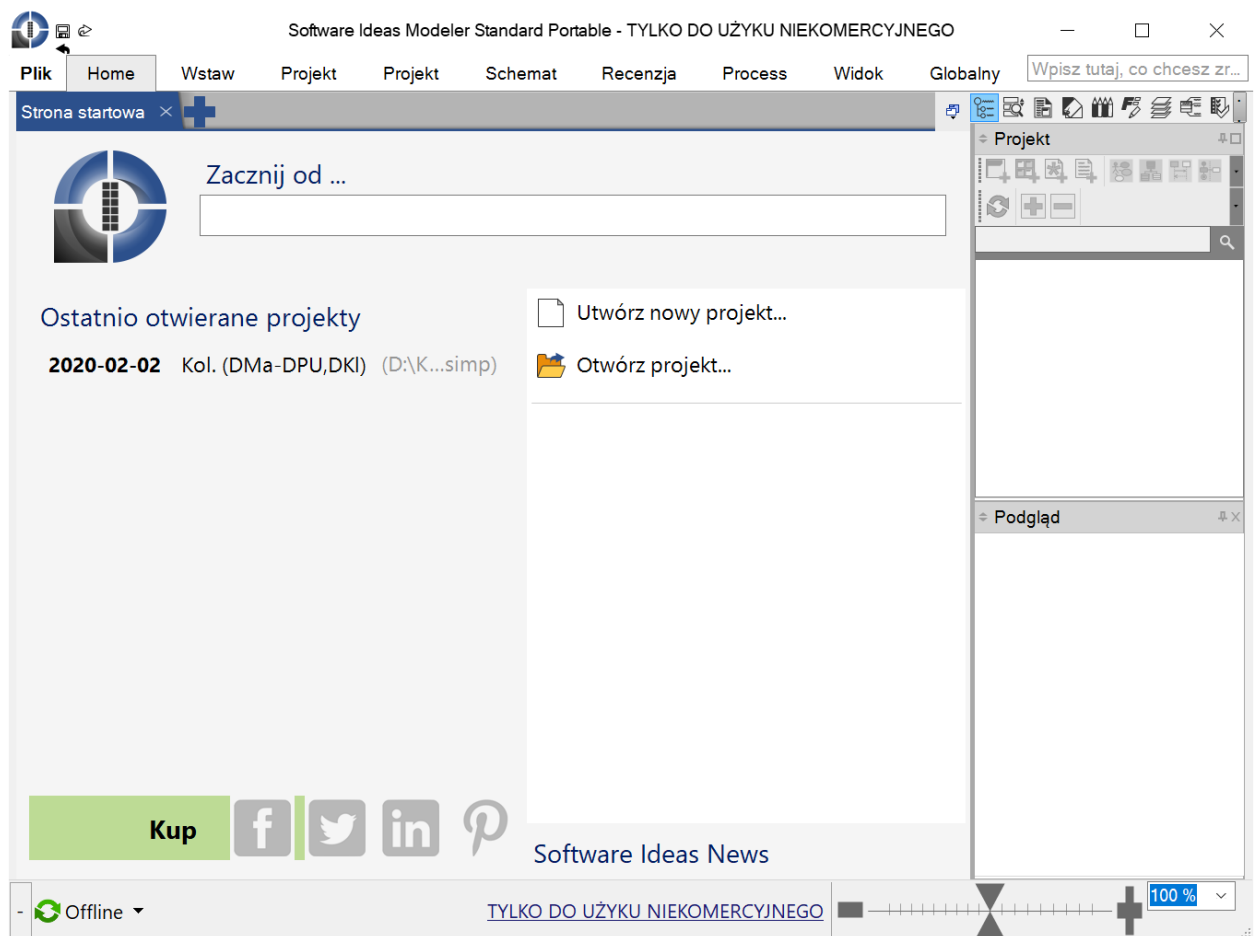 Software Ideas Modeler Standard Portable - TYLKO DO UŻYKU NIEKOMERCYJNEGO
Plik Home Wstaw Projekt Projekt Schemat Recenzja Process Widok Globalny Wpisz tutaj, co chcesz zr...
Strona startowa
Projekt
Zacznij od ...
Ostatnio otwierane projekty
2020-02-02 Kol. (DMa-DPU,DKl) (D:\K...simp)
Utwórz nowy projekt...
Otwórz projekt...
Podgląd
Kup
Software Ideas News
- Offline TYLKO DO UŻYKU NIEKOMERCYJNEGO 100 %